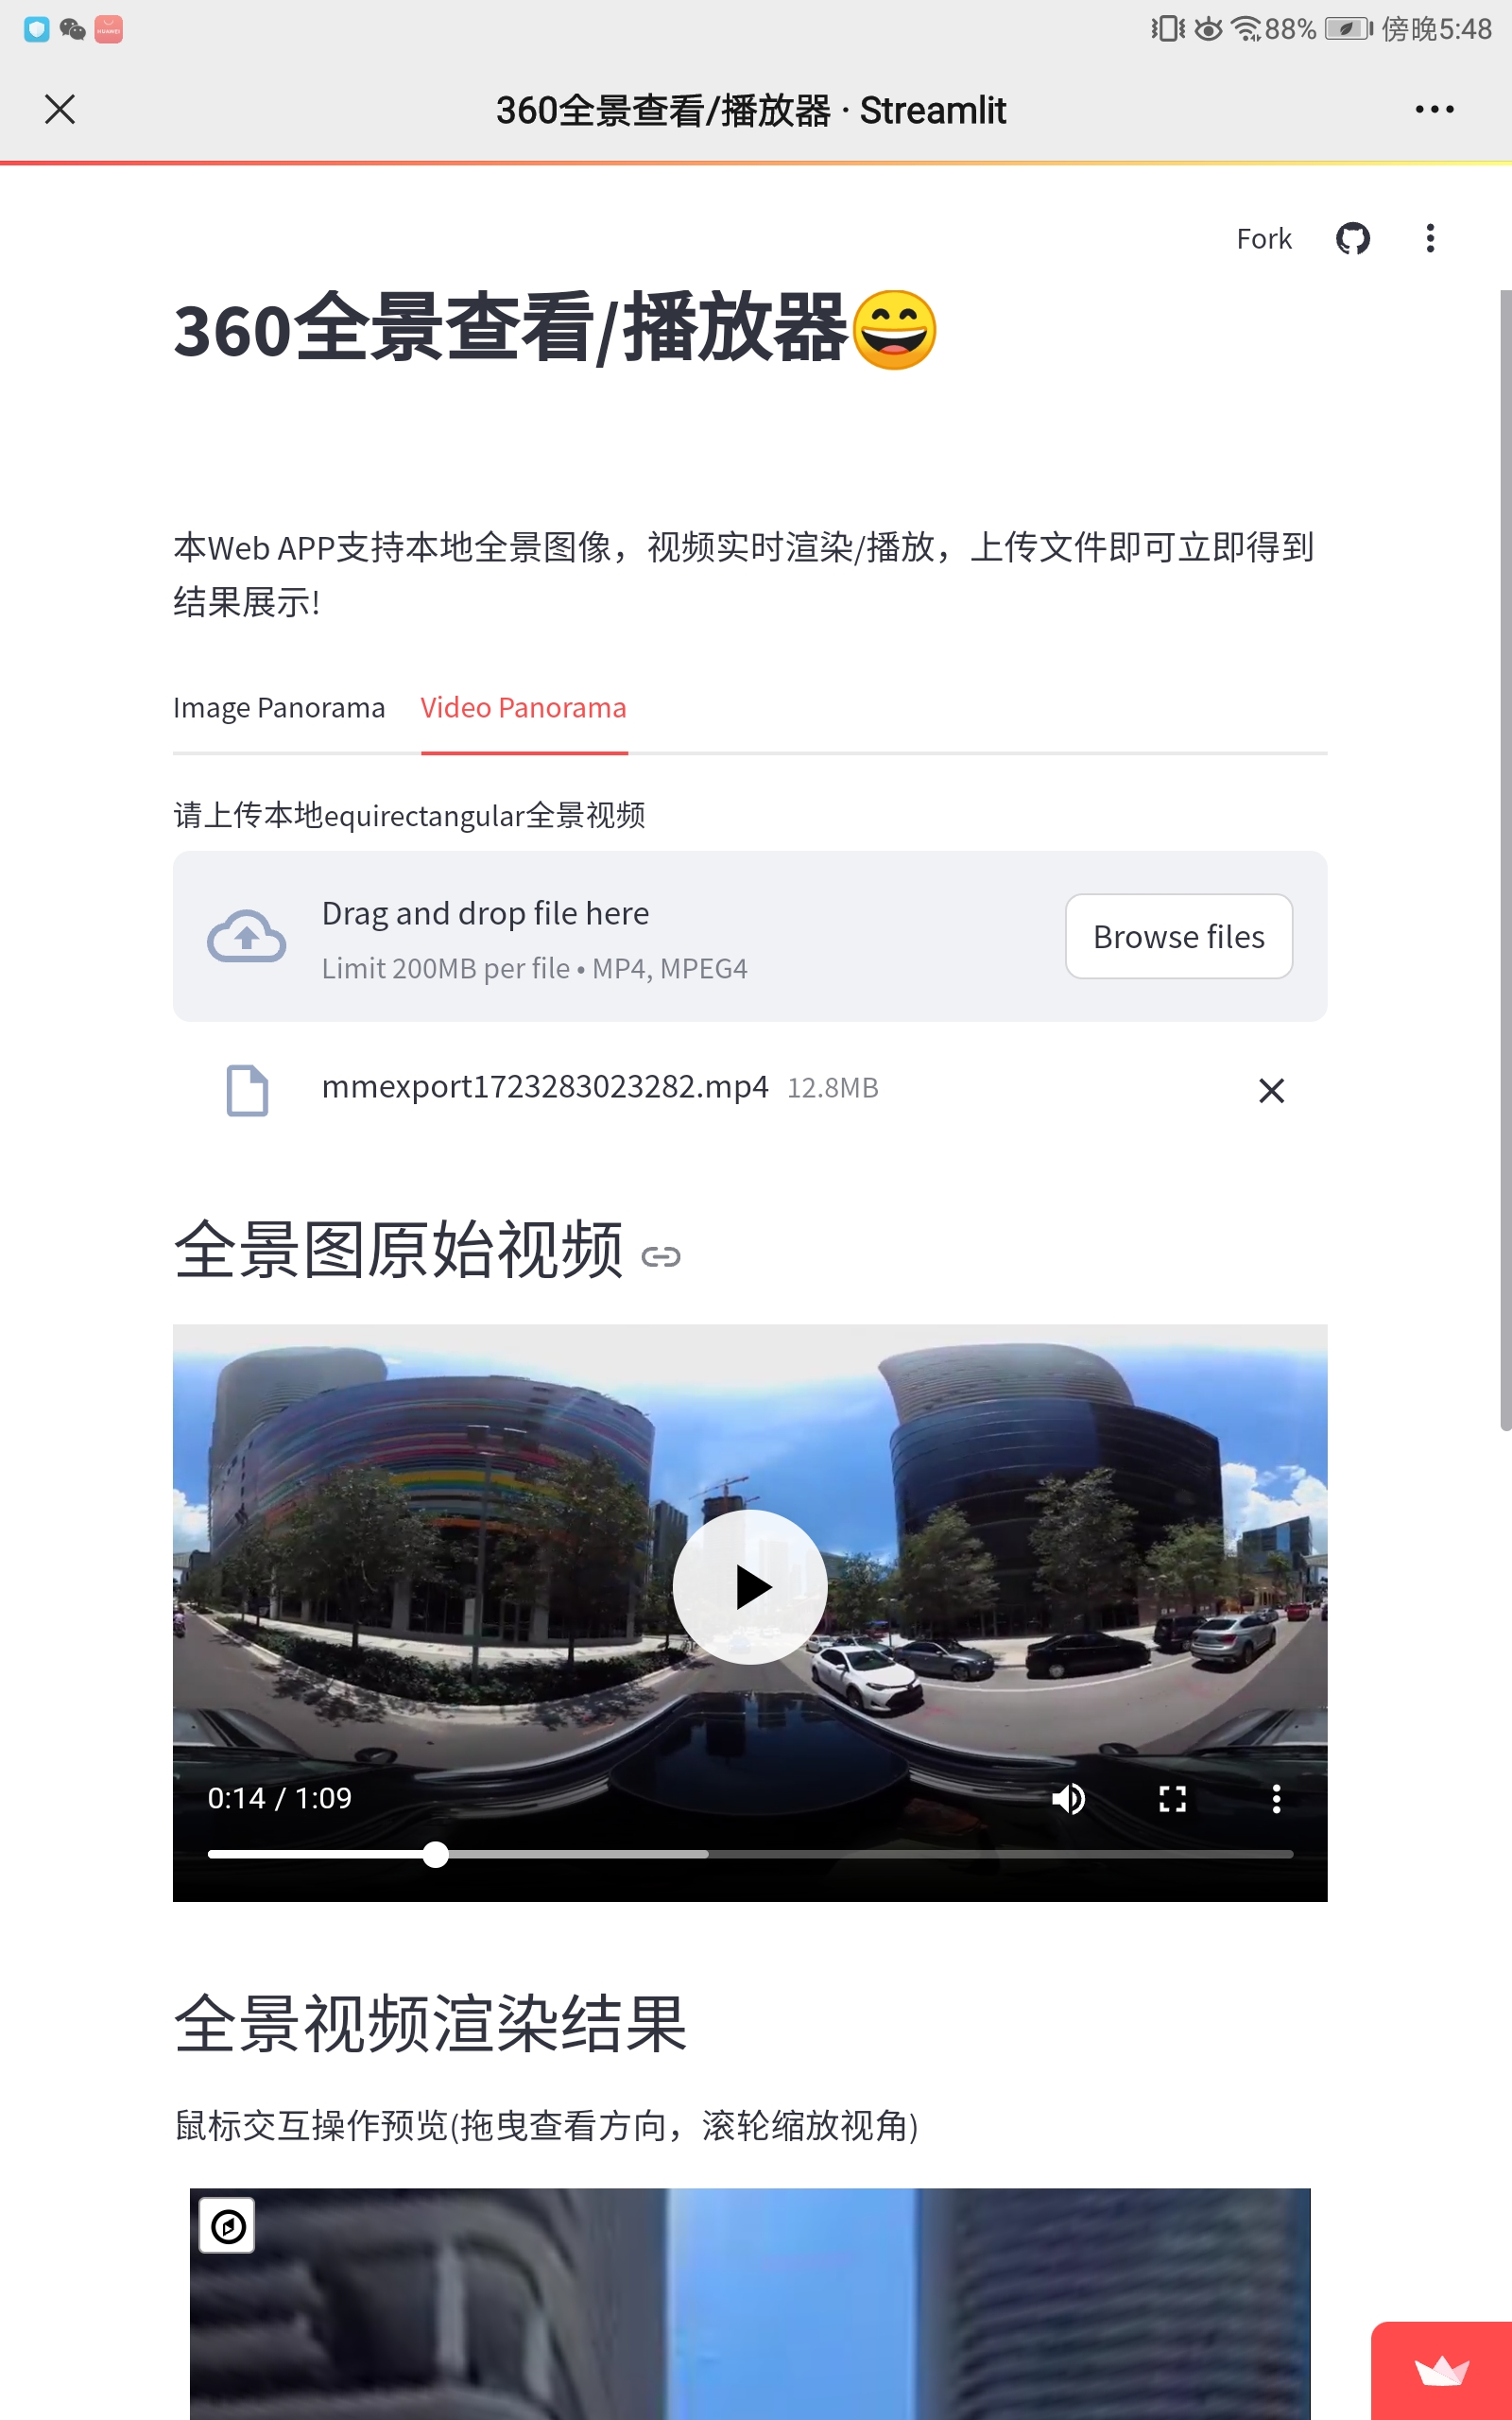 88% 傍晚5:48
360全景查看/播放器 · Streamlit
Fork
360全景查看/播放器😄
本Web APP支持本地全景图像，视频实时渲染/播放，上传文件即可立即得到
结果展示!
Image Panorama Video Panorama
请上传本地equirectangular全景视频
Drag and drop file here
Limit 200MB per file • MP4, MPEG4
Browse files
mmexport1723283023282.mp4 12.8MB
全景图原始视频
0:14 / 1:09
全景视频渲染结果
鼠标交互操作预览(拖曳查看方向，滚轮缩放视角)